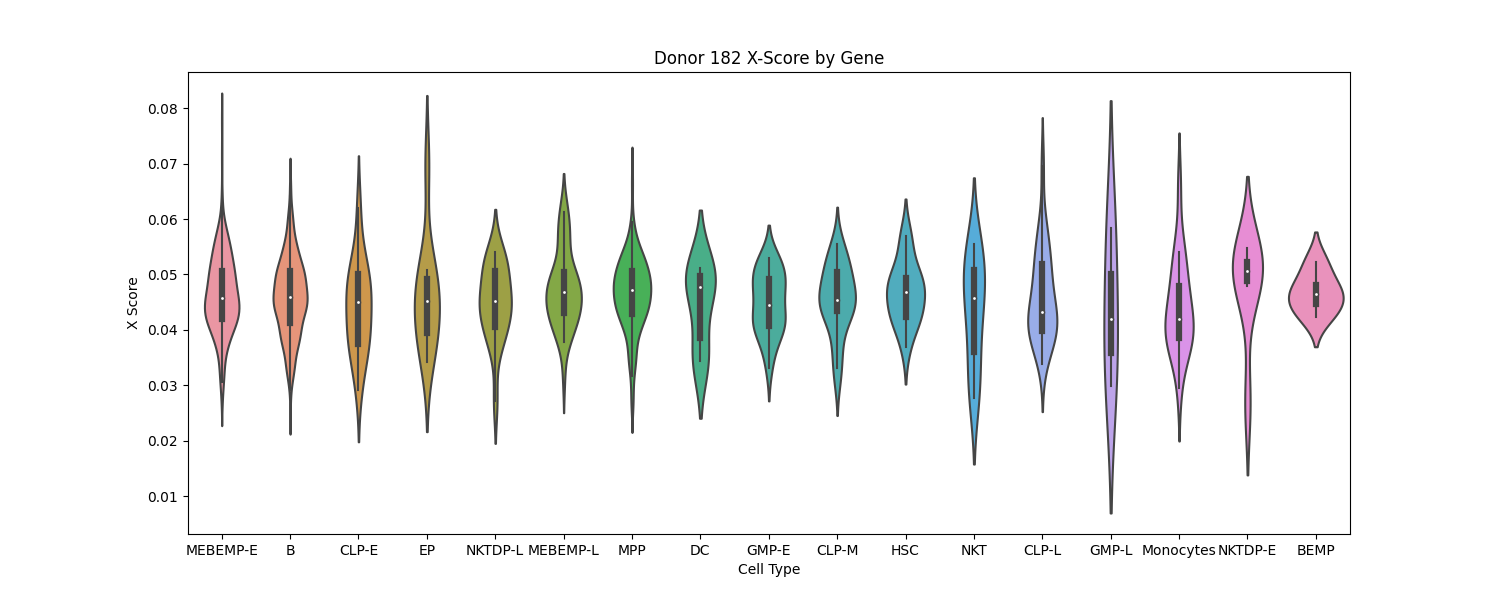 Donor 182 X-Score by Gene
X Score
0.08
0.07
0.06
0.05
0.04
0.03
0.02
0.01
MEBEMP-E B CLP-E EP NKTDP-L MEBEMP-L MPP DC GMP-E CLP-M HSC NKT CLP-L GMP-L Monocytes NKTDP-E BEMP
Cell Type